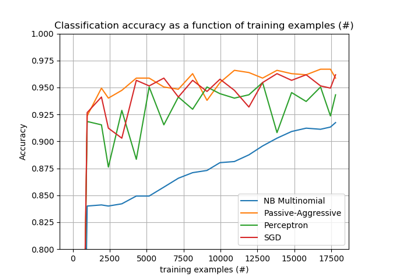 Classification accuracy as a function of training examples (#)
1.000
0.975
0.950
0.925
0.900
0.875
0.850
0.825
0.800
Accuracy
0
2500
5000
7500
10000
12500
15000
17500
training examples (#)
NB Multinomial
Passive-Aggressive
Perceptron
SGD